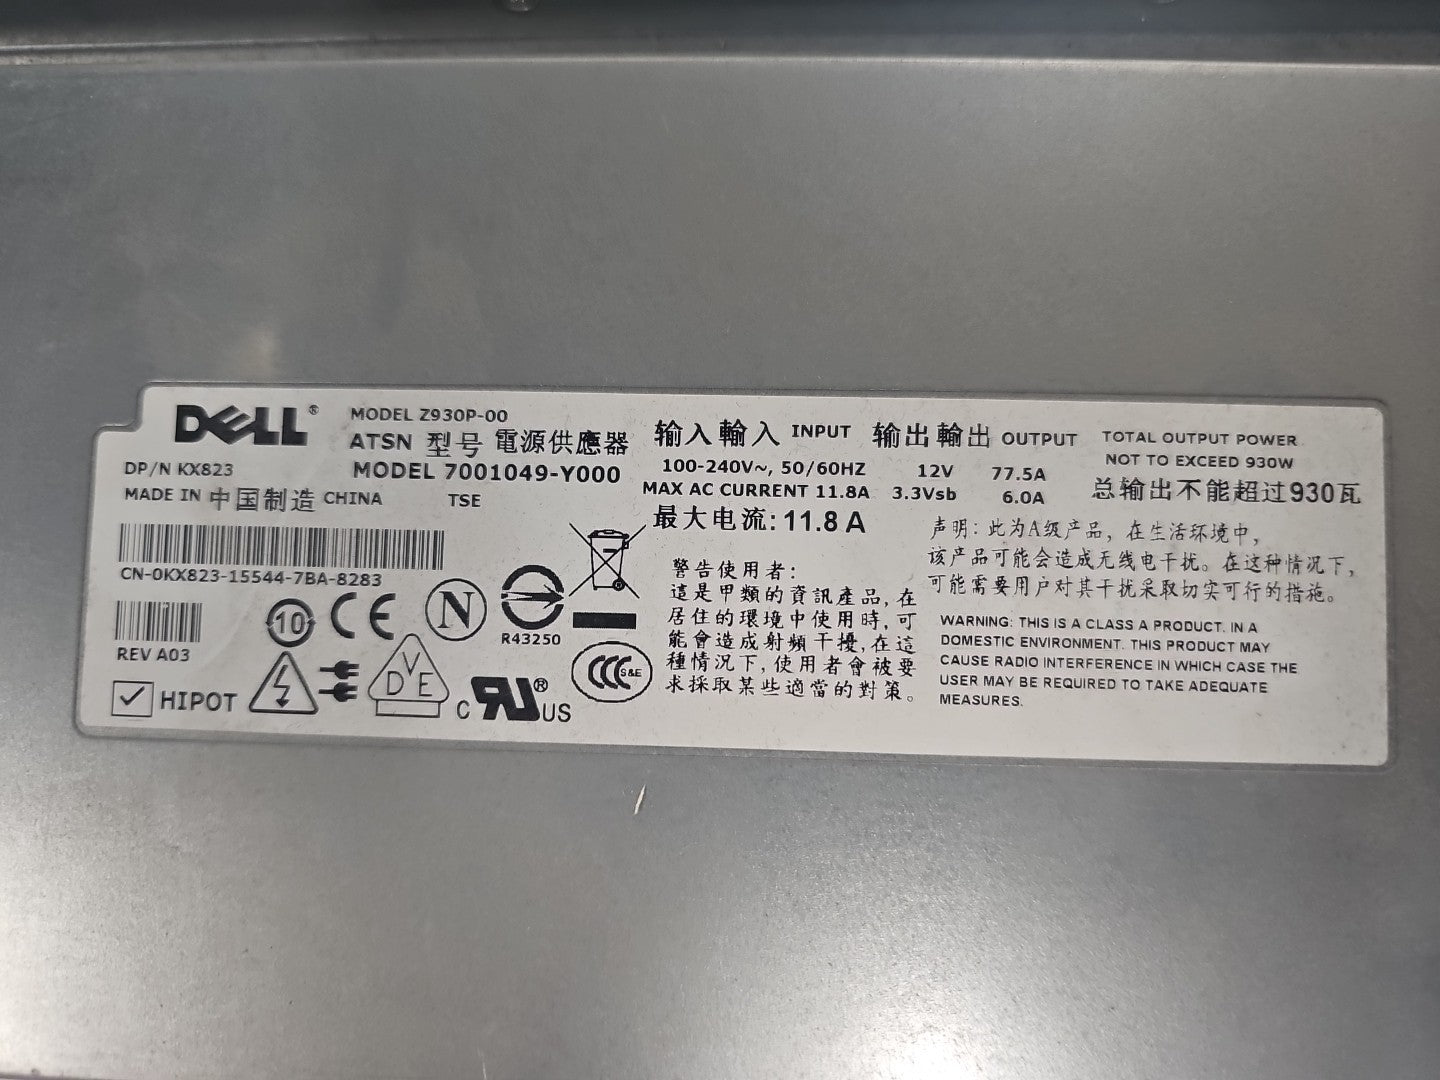 DELL®
MODEL Z930P-00
ATSN 型号 電源供應器
DP/N KX823
MODEL 7001049-Y000
MADE IN 中国制造 CHINA
TSE
CN-0KX823-15544-7BA-8283
REV A03
HIPOT
10
CE
N
R43250
DVE
c RU® US
CCC S&E
输入 輸入 INPUT
100-240V~, 50/60HZ
MAX AC CURRENT 11.8A
最大电流: 11.8 A
输出 輸出 OUTPUT
12V 77.5A
3.3Vsb 6.0A
TOTAL OUTPUT POWER
NOT TO EXCEED 930W
总输出不能超过930瓦
警告使用者:
這是甲類的資訊產品,在
居住的環境中使用時,可
能會造成射頻干擾,在這
種情況下,使用者會被要
求採取某些適當的對策。
声明: 此为A级产品, 在生活环境中,
该产品可能会造成无线电干扰。在这种情况下,
可能需要用户对其干扰采取切实可行的措施。
WARNING: THIS IS A CLASS A PRODUCT. IN A
DOMESTIC ENVIRONMENT. THIS PRODUCT MAY
CAUSE RADIO INTERFERENCE IN WHICH CASE THE
USER MAY BE REQUIRED TO TAKE ADEQUATE
MEASURES.